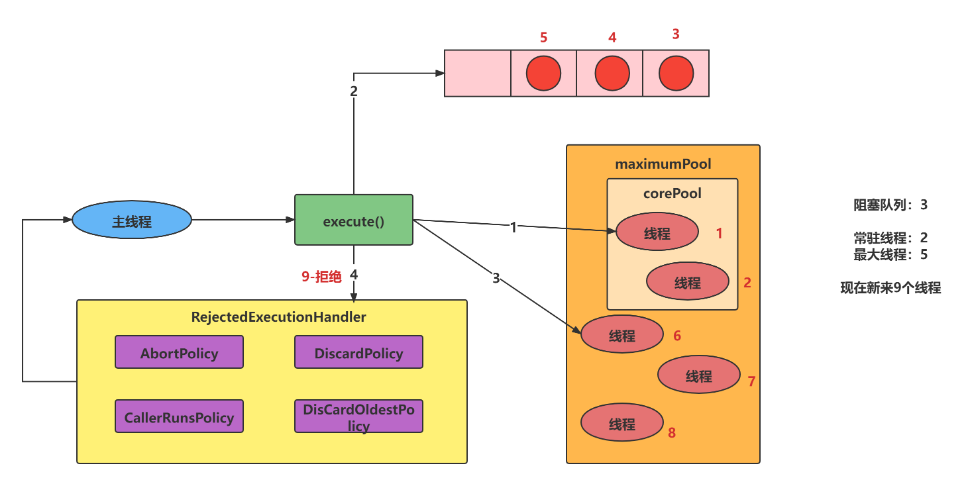 5 4 3
2
maximumPool
corePool
主线程
execute()
1
线程 1
线程 2
阻塞队列：3
常驻线程：2
最大线程：5
现在新来9个线程
9-拒绝 4
3
RejectedExecutionHandler
AbortPolicy
DiscardPolicy
CallerRunsPolicy
DisCardOldestPo
licy
线程 6
线程 7
线程 8